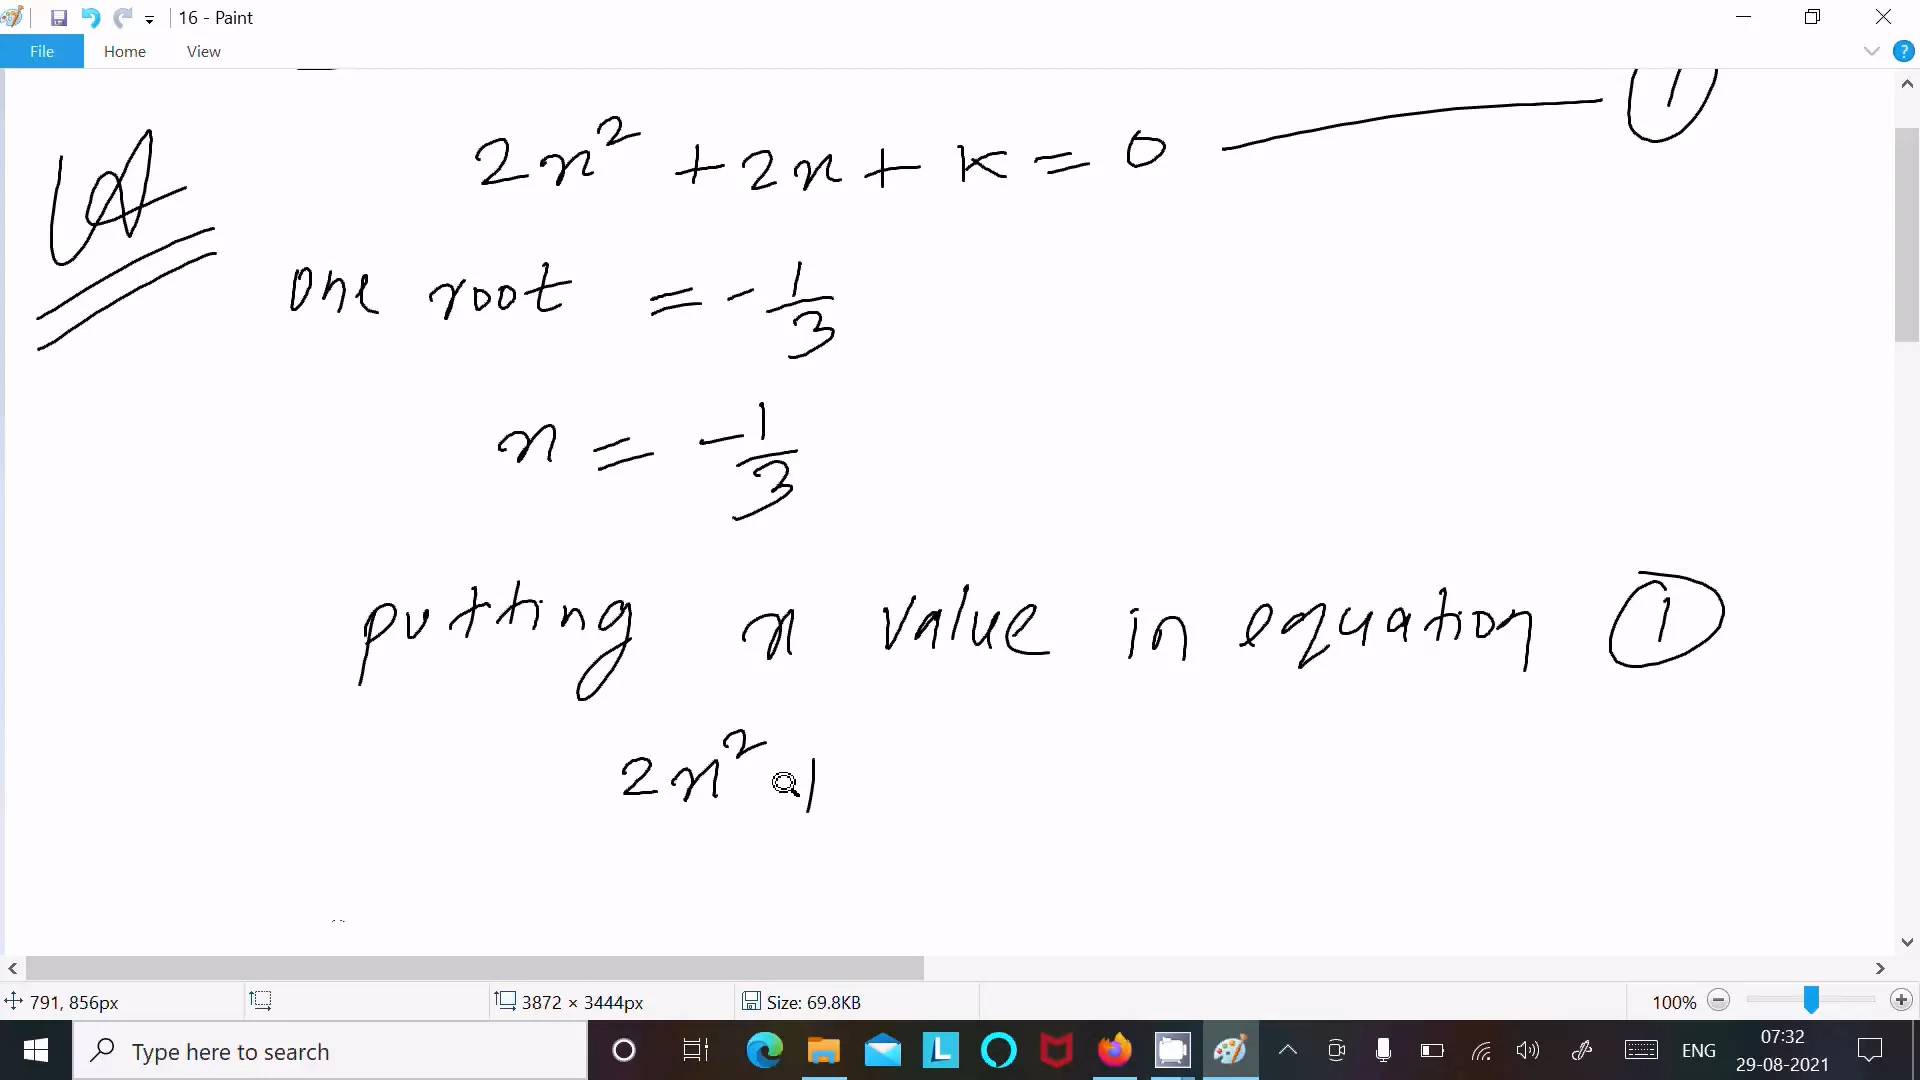 16 - Paint
File Home View
1
2x² + 2x + K = 0
Let
one root = - 1/3
x = - 1/3
putting x value in equation 1
2x²
791, 856px 3872 × 3444px Size: 69.8KB 100%
Type here to search
L
ENG
07:32
29-08-2021